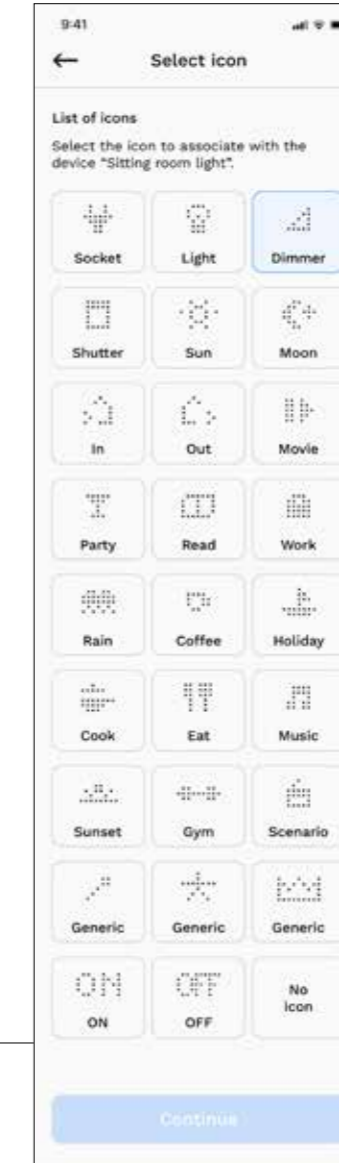 9:41
Select icon
List of icons
Select the icon to associate with the
device "Sitting room light".
Socket Light Dimmer
Shutter Sun Moon
In Out Movie
Party Read Work
Rain Coffee Holiday
Cook Eat Music
Sunset Gym Scenario
Generic Generic Generic
ON OFF
ON OFF No
Icon
Continue